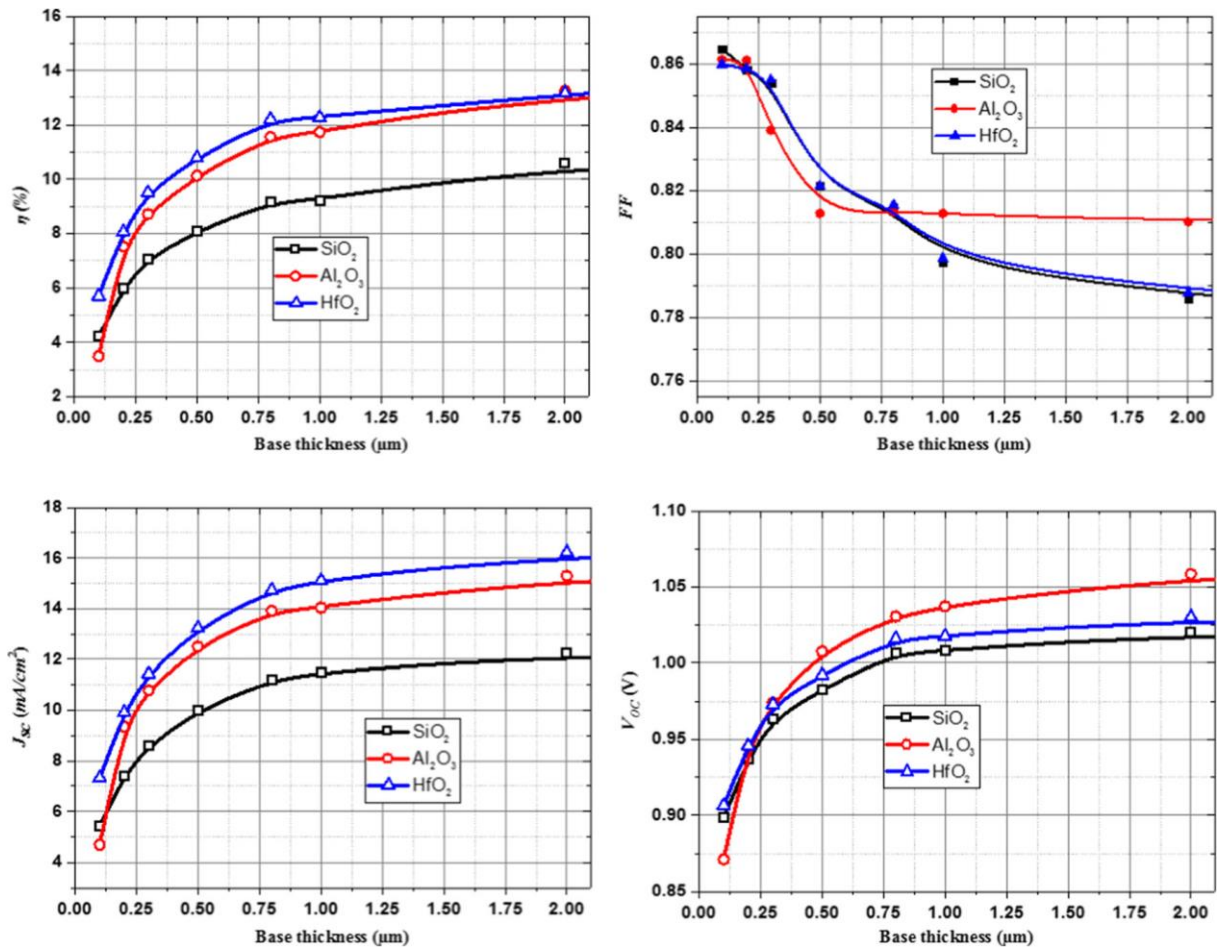 16
14
12
10
8
6
4
2
η (%)
SiO₂
Al₂O₃
HfO₂
0.00 0.25 0.50 0.75 1.00 1.25 1.50 1.75 2.00
Base thickness (μm)
0.86
0.84
0.82
0.80
0.78
0.76
FF
SiO₂
Al₂O₃
HfO₂
0.00 0.25 0.50 0.75 1.00 1.25 1.50 1.75 2.00
Base thickness (μm)
18
16
14
12
10
8
6
4
J_SC (mA/cm²)
SiO₂
Al₂O₃
HfO₂
0.00 0.25 0.50 0.75 1.00 1.25 1.50 1.75 2.00
Base thickness (μm)
1.10
1.05
1.00
0.95
0.90
0.85
V_OC (V)
SiO₂
Al₂O₃
HfO₂
0.00 0.25 0.50 0.75 1.00 1.25 1.50 1.75 2.00
Base thickness (μm)